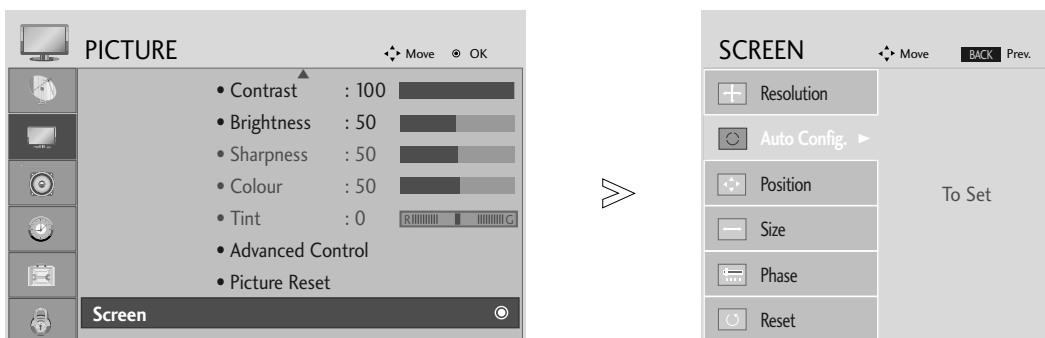 PICTURE
Move OK
• Contrast : 100
• Brightness : 50
• Sharpness : 50
• Colour : 50
• Tint : 0 R G
• Advanced Control
• Picture Reset
Screen
SCREEN
Move BACK Prev.
Resolution
Auto Config.
Position
Size
Phase
Reset
To Set